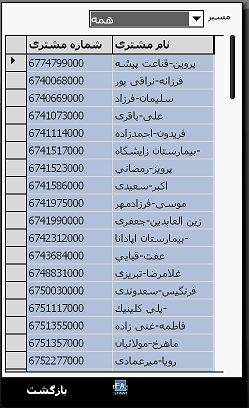 مسیر همه
نام مشتری شماره مشتری
پروین-قناعت پیشه 6774799000
فرزانه-نراقی پور 6740068000
سلیمان-فرزاد 6740669000
علی-باقری 6741073000
فریدون-احمدزاده 6741114000
-بیمارستان زایشگاه 6741517000
پرویز-رمضانی 6741523000
اکبر-سعیدی 6741586000
موسی-فرزادمهر 6741975000
زین العابدین-جعفری 6741990000
-بیمارستان اپادانا 6742312000
عفت-قبایی 6743684000
غلامرضا-تبریزی 6748831000
فرنگیس-سعدوندی 6750030000
-پلی کلینیک 6751117000
فاطمه-غنی زاده 6751355000
ماهرخ-مولائیان 6751357000
رویا-میرعمادی 6752277000
بازگشت FA